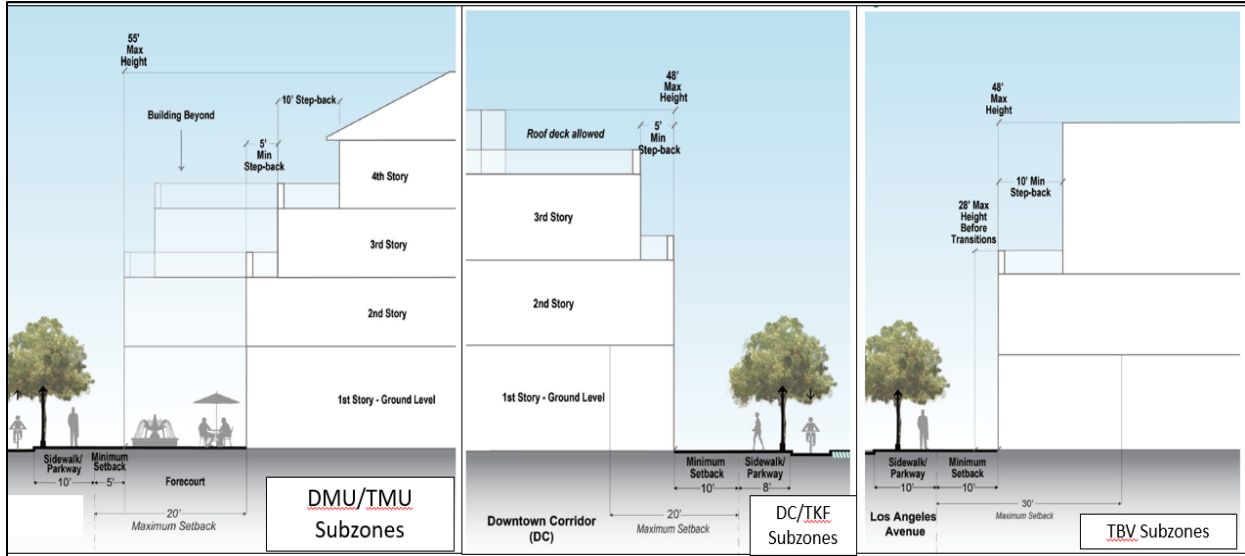 55'
Max
Height
10' Step-back
Building Beyond
5'
Min
Step-back
4th Story
3rd Story
2nd Story
1st Story - Ground Level
Sidewalk/
Parkway
Minimum
Setback
Forecourt
10'
5'
20'
Maximum Setback
DMU/TMU
Subzones
48'
Max
Height
Roof deck allowed
5'
Min
Step-back
3rd Story
2nd Story
1st Story - Ground Level
Minimum
Setback
Sidewalk/
Parkway
10'
8'
20'
Maximum Setback
Downtown Corridor
(DC)
DC/TKF
Subzones
48'
Max
Height
10' Min
Step-back
28' Max
Height
Before
Transitions
Sidewalk/
Parkway
Minimum
Setback
10'
10'
30'
Maximum Setback
Los Angeles
Avenue
TBV Subzones